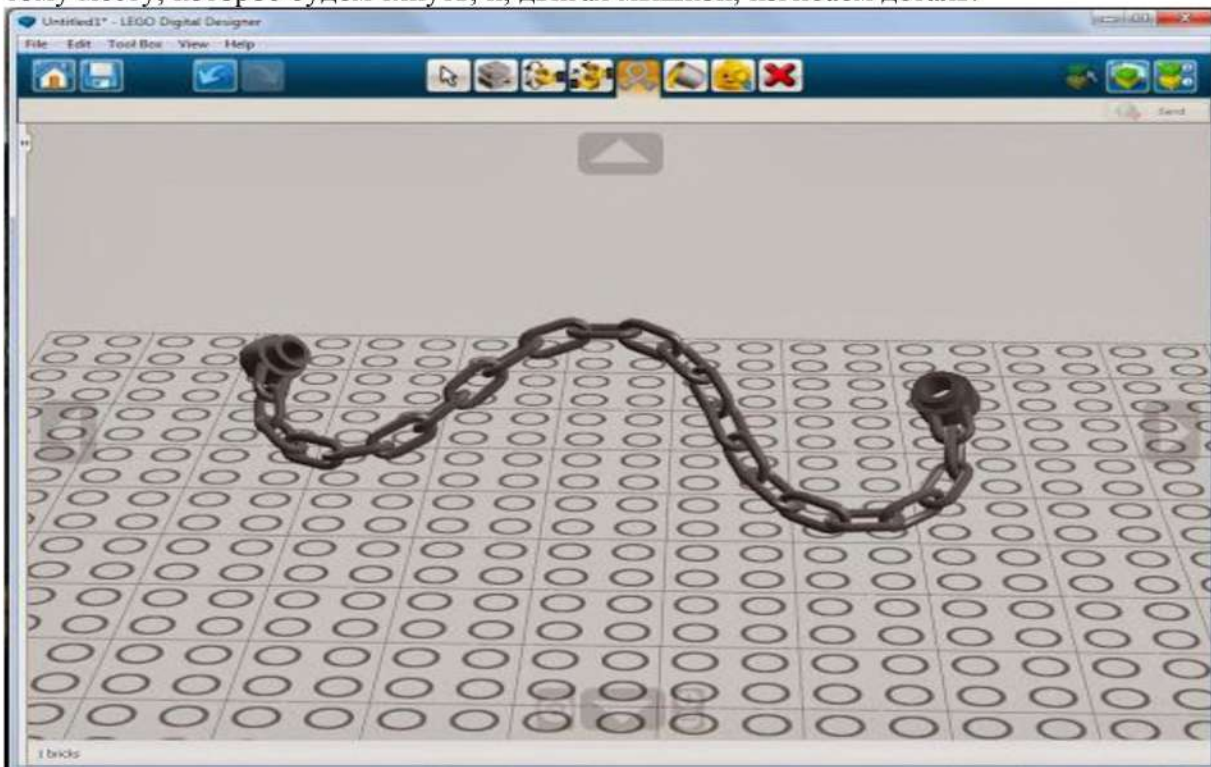 Untitled1* - LEGO Digital Designer
File Edit Tool Box View Help
Send
1 bricks